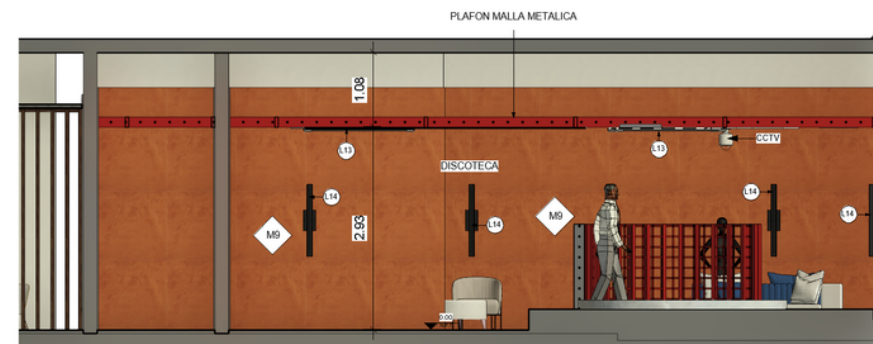 PLAFON MALLA METALICA
1.08
L13
L13
CCTV
DISCOTECA
L14
L14
L14
L14
M9
M9
2.93
0.00